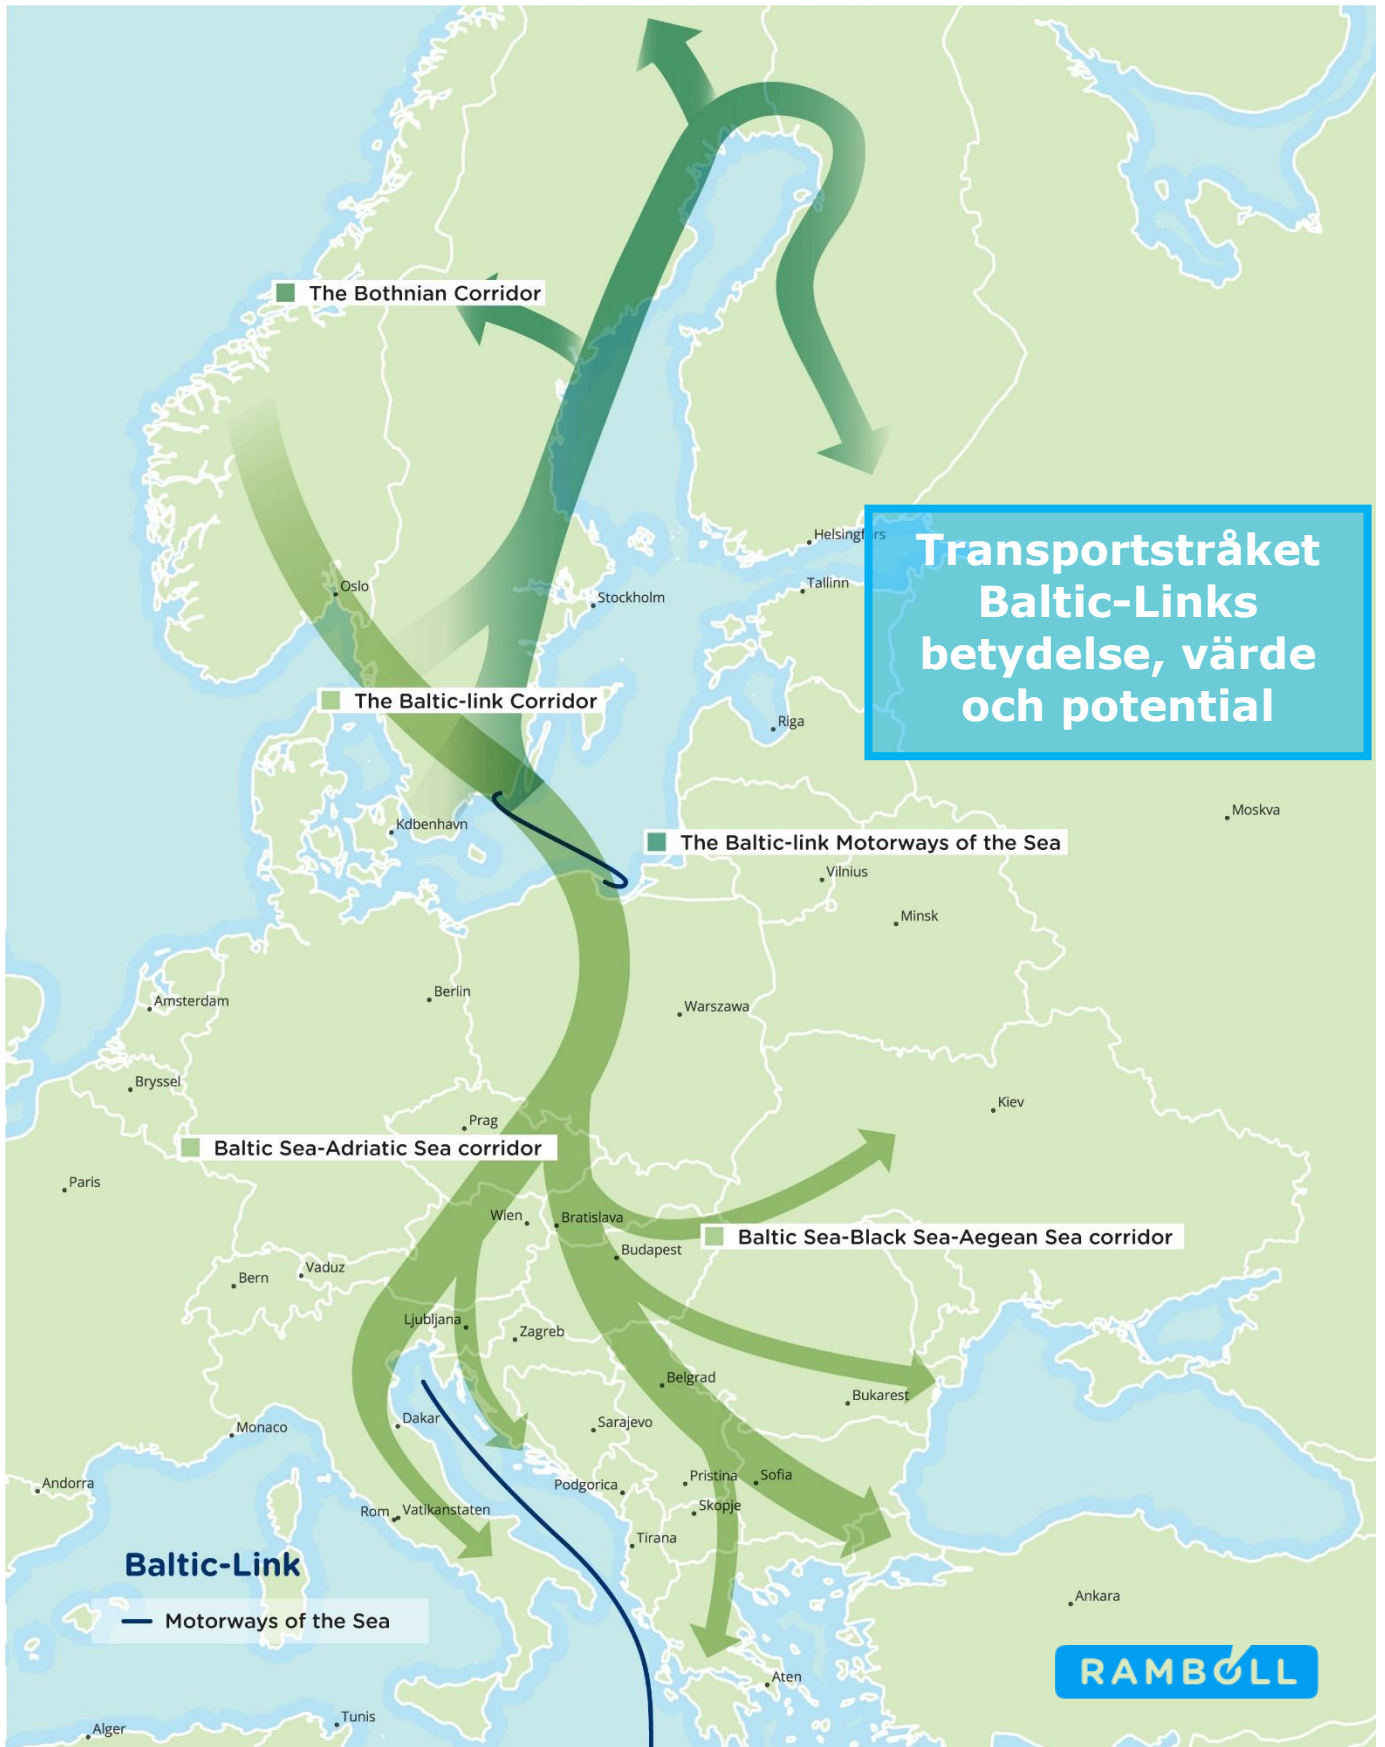 The Bothnian Corridor
Helsingfors
Transportstråket
Baltic-Links
betydelse, värde
och potential
Tallinn
Oslo
Stockholm
The Baltic-link Corridor
Riga
Moskva
Kdbenhavn
The Baltic-link Motorways of the Sea
Vilnius
Minsk
Berlin
Amsterdam
Warszawa
Bryssel
Kiev
Prag
Baltic Sea-Adriatic Sea corridor
Paris
Wien
Bratislava
Baltic Sea-Black Sea-Aegean Sea corridor
Budapest
Vaduz
Bern
Ljubljana
Zagreb
Belgrad
Bukarest
Dakar
Sarajevo
Monaco
Andorra
Podgorica
Pristina
Sofia
Skopje
Rom
Vatikanstaten
Tirana
Baltic-Link
Motorways of the Sea
Ankara
Aten
RAMBOLL
Tunis
Alger